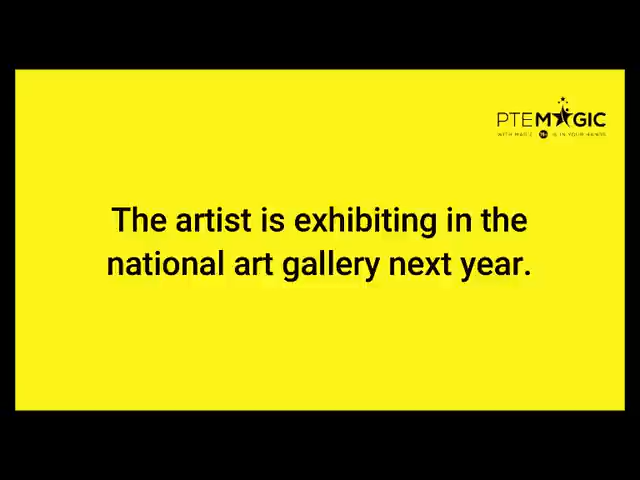 PTEMAGIC
The artist is exhibiting in the
national art gallery next year.